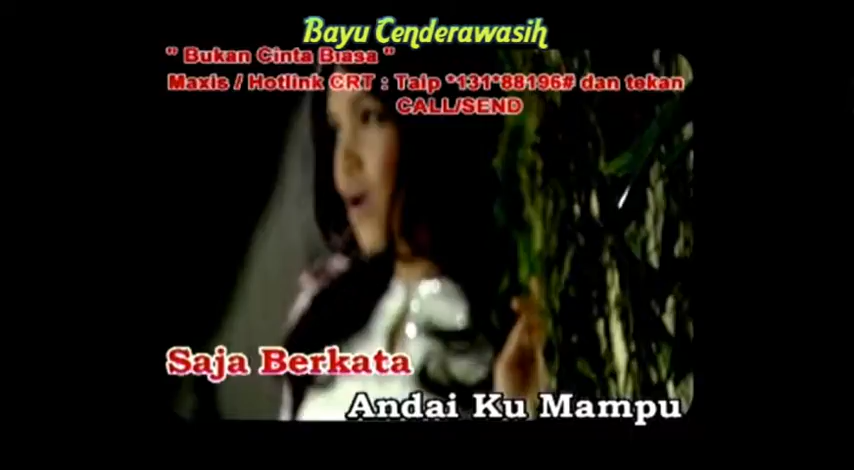 Bayu Cenderawasih
" Bukan Cinta Biasa "
Maxis / Hotlink CRT : Taip *131*88196# dan tekan
CALL/SEND
Saja Berkata
Andai Ku Mampu